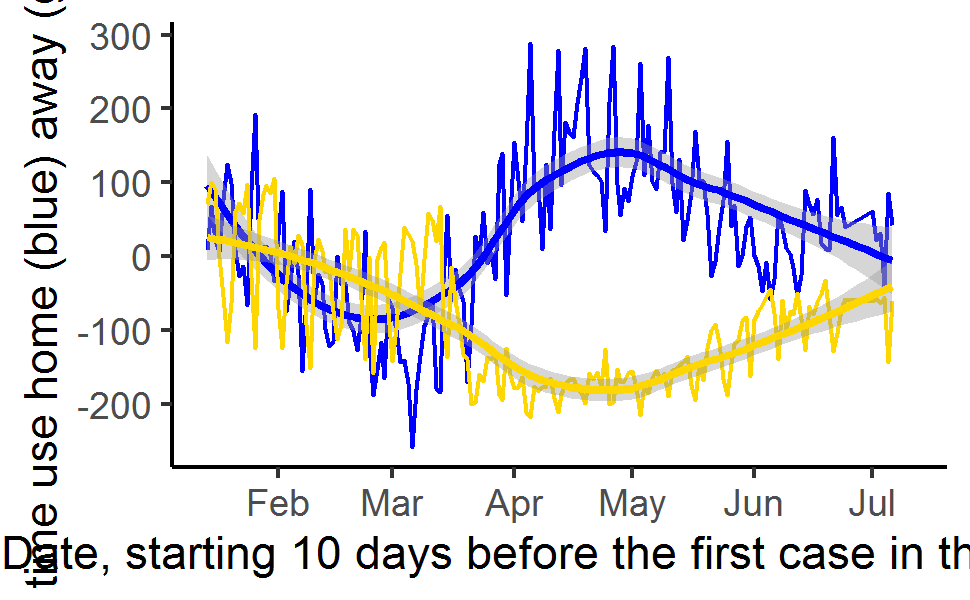 time use home (blue) away (
300
200
100
0
-100
-200
Feb Mar Apr May Jun Jul
Date, starting 10 days before the first case in th